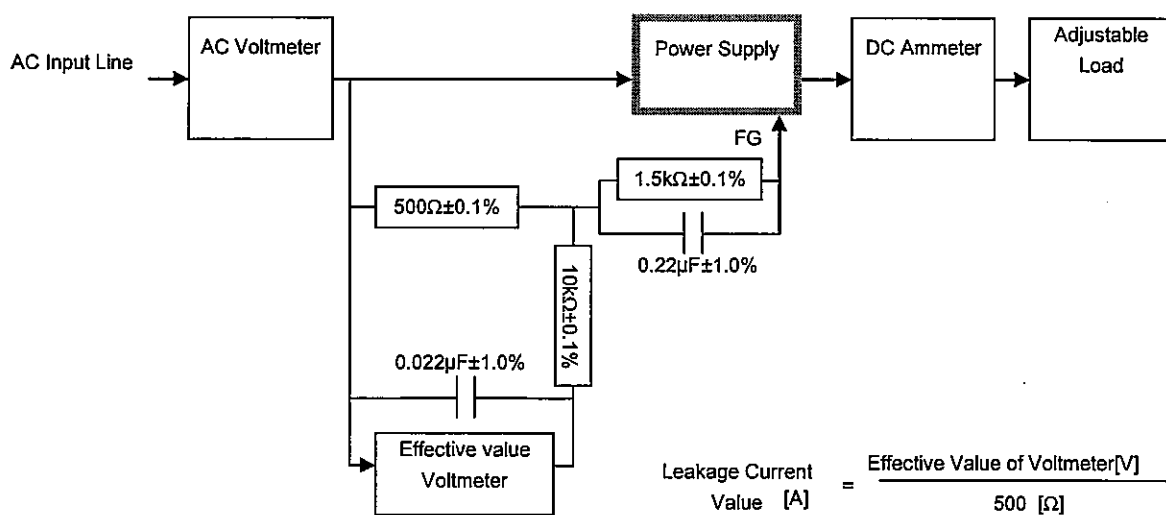 AC Input Line
AC Voltmeter
Power Supply
DC Ammeter
Adjustable
Load
FG
500Ω±0.1%
1.5kΩ±0.1%
0.22µF±1.0%
10kΩ±0.1%
0.022µF±1.0%
Effective value
Voltmeter
Leakage Current
Value [A]
=
Effective Value of Voltmeter[V]
500 [Ω]